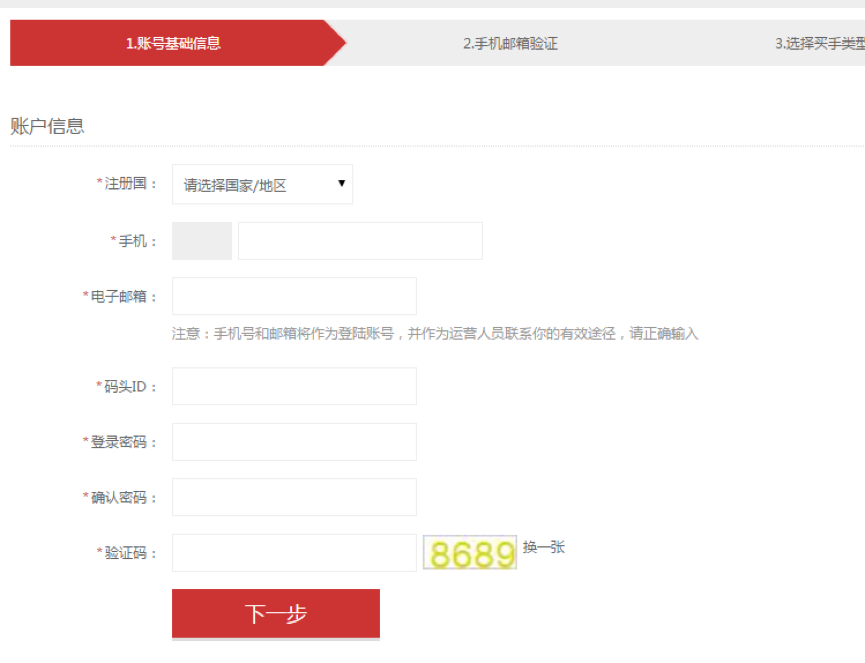 1.账号基础信息 2.手机邮箱验证 3.选择买手类型
账户信息
*注册国： 请选择国家/地区 ▼
*手机：
*电子邮箱：
注意：手机号和邮箱将作为登陆账号，并作为运营人员联系你的有效途径，请正确输入
*码头ID：
*登录密码：
*确认密码：
*验证码： 8689 换一张
下一步